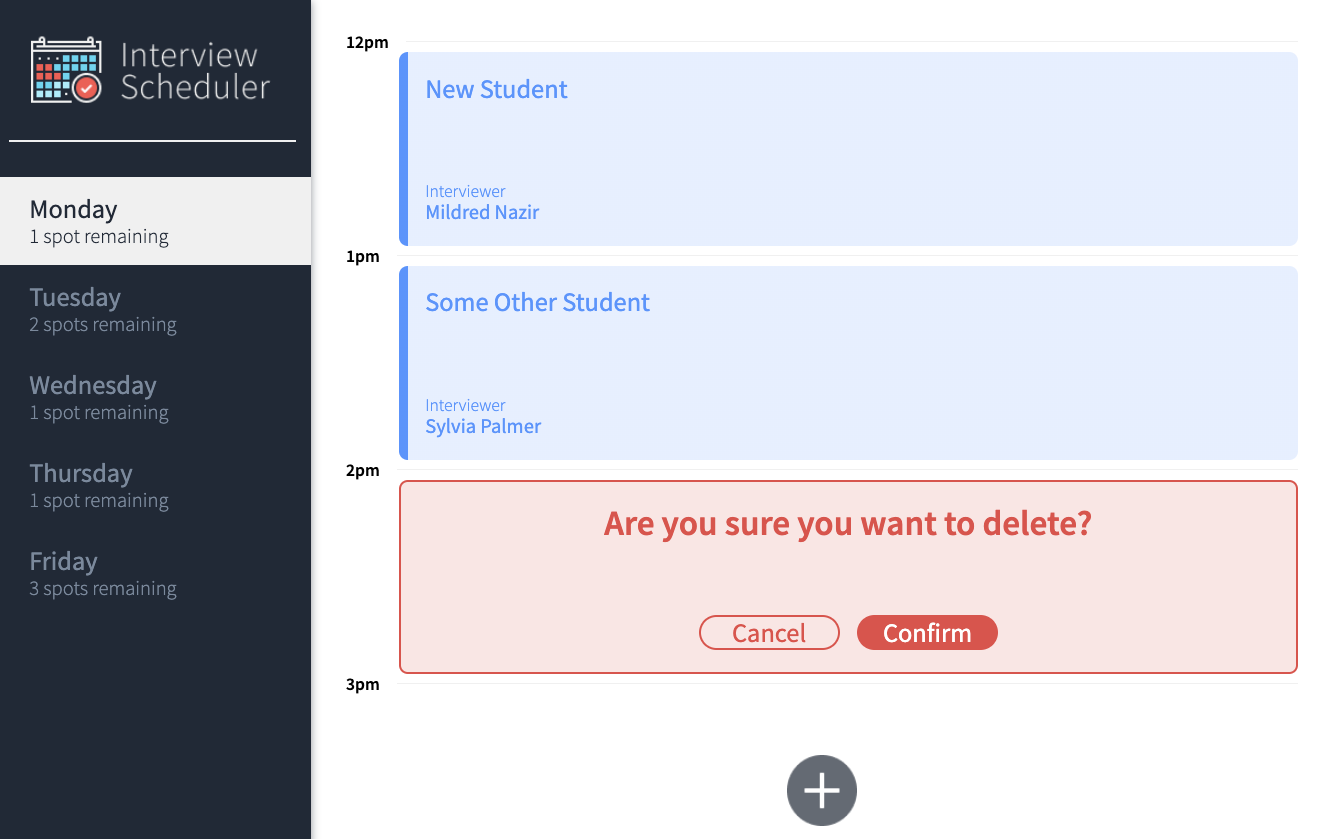 Interview
Scheduler
Monday
1 spot remaining
Tuesday
2 spots remaining
Wednesday
1 spot remaining
Thursday
1 spot remaining
Friday
3 spots remaining
12pm
New Student
Interviewer
Mildred Nazir
1pm
Some Other Student
Interviewer
Sylvia Palmer
2pm
Are you sure you want to delete?
Cancel Confirm
3pm